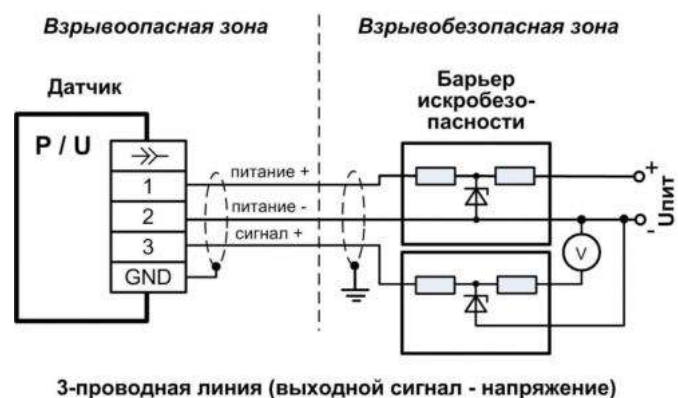 Взрывоопасная зона
Взрывобезопасная зона
Датчик
Барьер
искробезо-
пасности
P / U
1
2
3
GND
питание +
питание -
сигнал +
+
-
Uпит
V
3-проводная линия (выходной сигнал - напряжение)